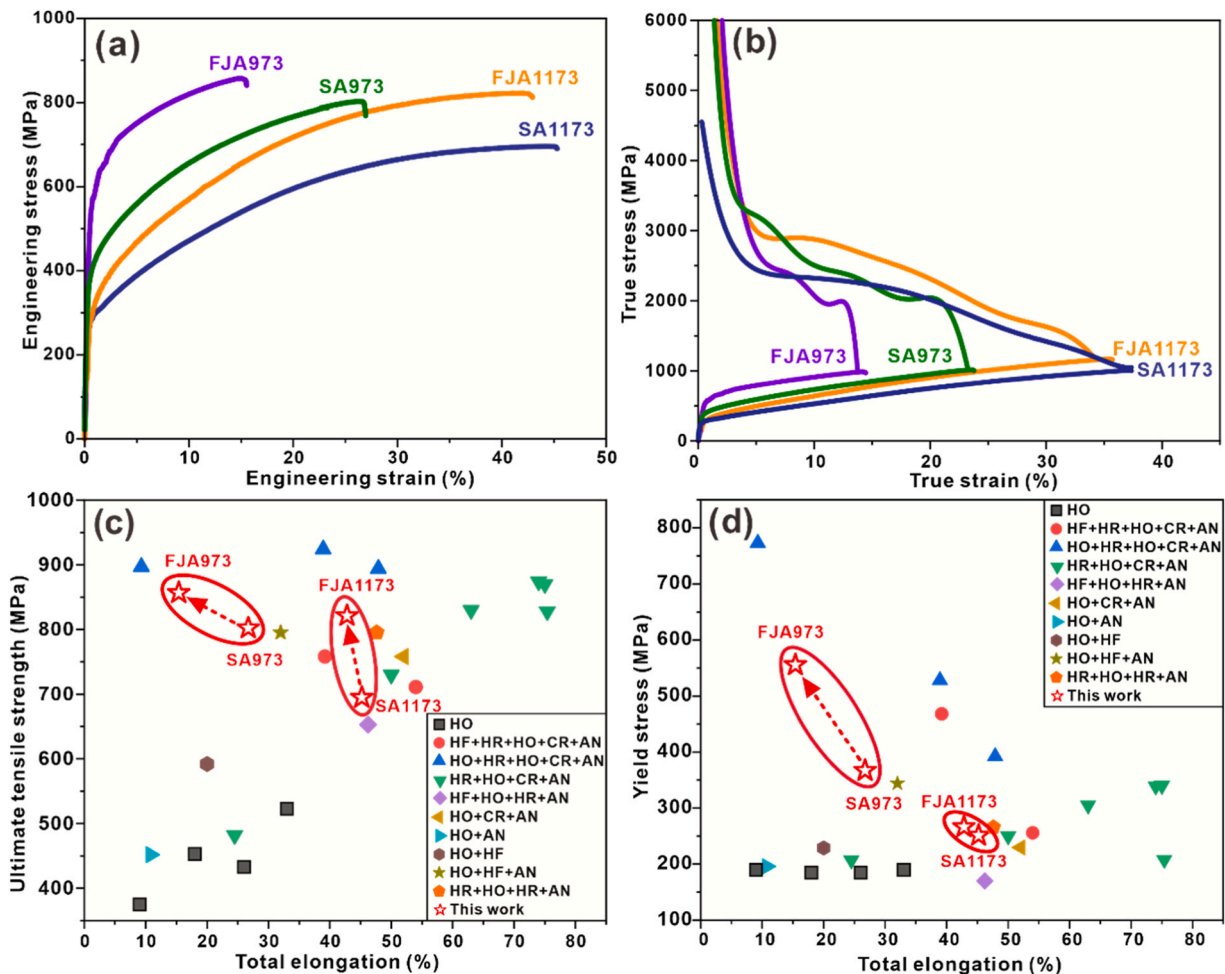 (a)
1000
800
600
400
200
0
Engineering stress (MPa)
FJA973
SA973
FJA1173
SA1173
0 10 20 30 40 50
Engineering strain (%)
(b)
6000
5000
4000
3000
2000
1000
0
True stress (MPa)
FJA973
SA973
FJA1173
SA1173
0 10 20 30 40
True strain (%)
(c)
1000
900
800
700
600
500
400
Ultimate tensile strength (MPa)
FJA973
SA973
FJA1173
SA1173
HO
HF+HR+HO+CR+AN
HO+HR+HO+CR+AN
HR+HO+CR+AN
HF+HO+HR+AN
HO+CR+AN
HO+AN
HO+HF
HO+HF+AN
HR+HO+HR+AN
This work
0 10 20 30 40 50 60 70 80
Total elongation (%)
(d)
800
700
600
500
400
300
200
100
Yield stress (MPa)
FJA973
SA973
FJA1173
SA1173
HO
HF+HR+HO+CR+AN
HO+HR+HO+CR+AN
HR+HO+CR+AN
HF+HO+HR+AN
HO+CR+AN
HO+AN
HO+HF
HO+HF+AN
HR+HO+HR+AN
This work
0 10 20 30 40 50 60 70 80
Total elongation (%)